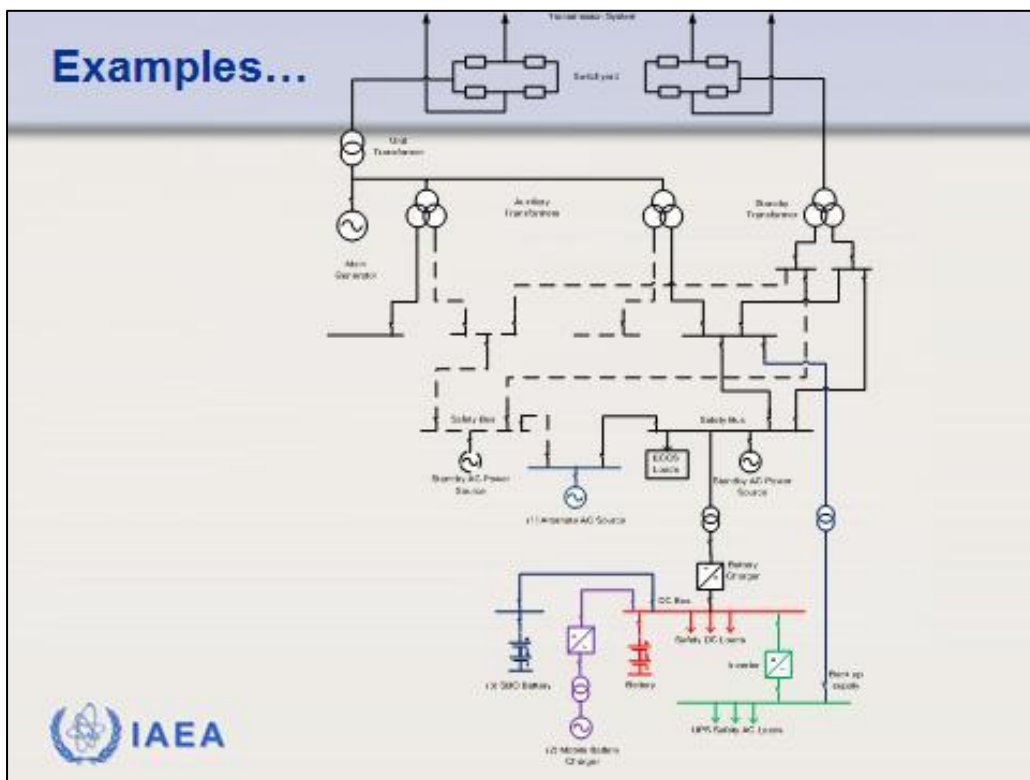 Transmission System
Examples…
Switchyard
Unit
Transformer
Auxiliary
Transformers
Standby
Transformer
Main
Generator
Safety Bus
Safety Bus
ECCS
Loads
Standby AC Power
Source
Standby AC Power
Source
(1) Alternate AC Source
Battery
Charger
DC Bus
Safety DC Loads
Inverter
Back up
supply
(3) SBO Battery
Battery
UPS Safety AC Loads
(2) Mobile Battery
Charger
IAEA